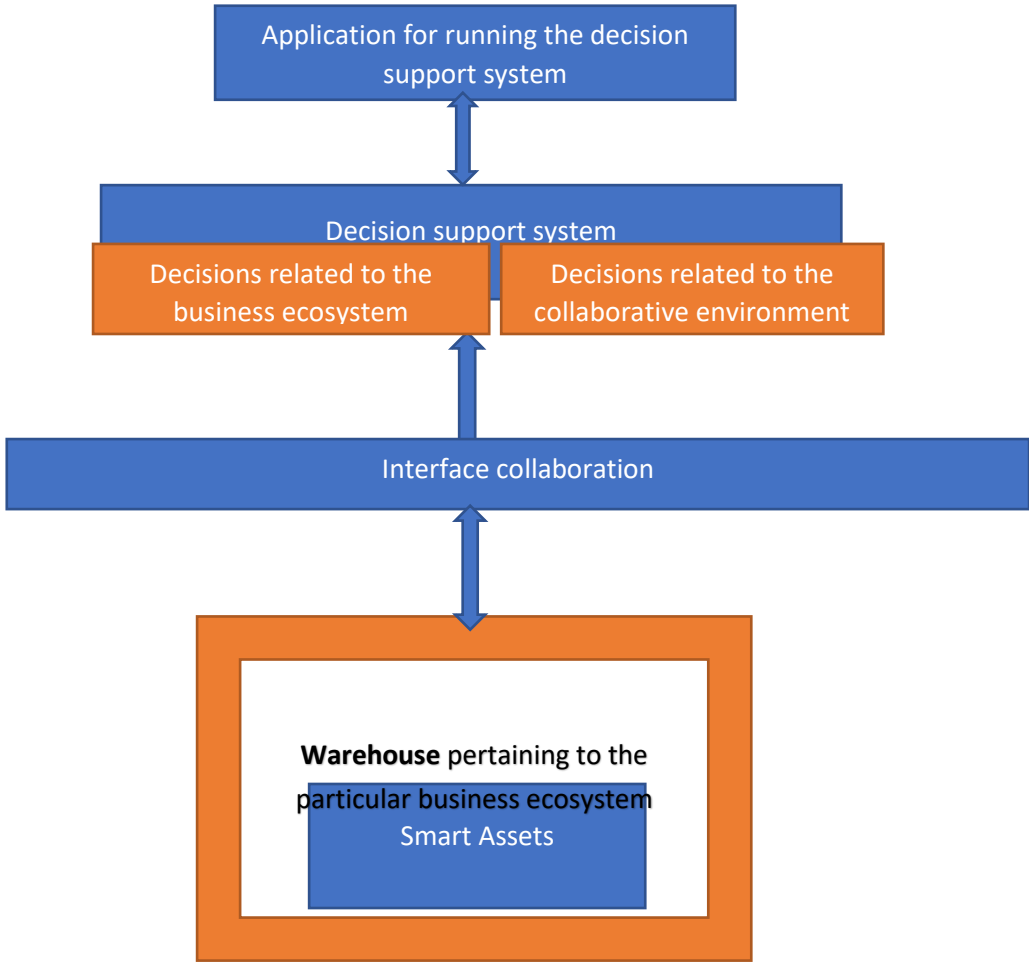 Application for running the decision
support system
Decision support system
Decisions related to the
business ecosystem
Decisions related to the
collaborative environment
Interface collaboration
Warehouse pertaining to the
particular business ecosystem
Smart Assets